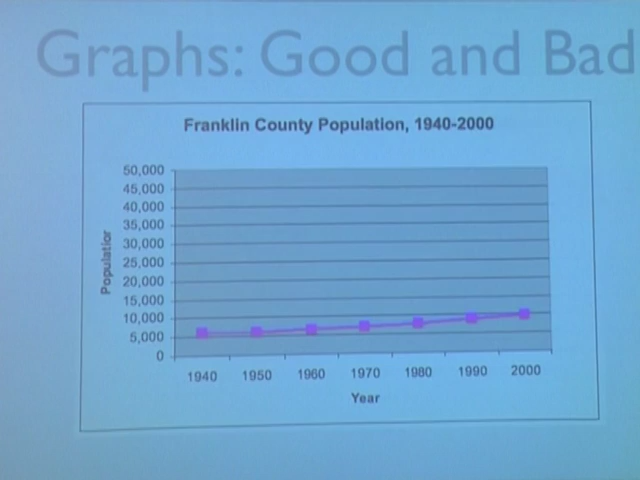 Graphs: Good and Bad
Franklin County Population, 1940-2000
50,000
45,000
40,000
35,000
30,000
25,000
20,000
15,000
10,000
5,000
0
Population
1940 1950 1960 1970 1980 1990 2000
Year